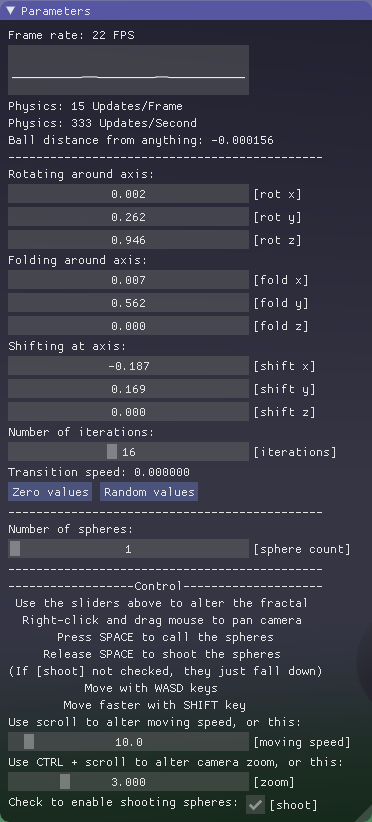 Parameters
Frame rate: 22 FPS
Physics: 15 Updates/Frame
Physics: 333 Updates/Second
Ball distance from anything: -0.000156
----------------------------------------------
Rotating around axis:
0.002 [rot x]
0.262 [rot y]
0.946 [rot z]
Folding around axis:
0.007 [fold x]
0.562 [fold y]
0.000 [fold z]
Shifting at axis:
-0.187 [shift x]
0.169 [shift y]
0.000 [shift z]
Number of iterations:
16 [iterations]
Transition speed: 0.000000
Zero values Random values
----------------------------------------------
Number of spheres:
1 [sphere count]
----------------------------------------------
------------------Control--------------------
Use the sliders above to alter the fractal
Right-click and drag mouse to pan camera
Press SPACE to call the spheres
Release SPACE to shoot the spheres
(If [shoot] not checked, they just fall down)
Move with WASD keys
Move faster with SHIFT key
Use scroll to alter moving speed, or this:
10.0 [moving speed]
Use CTRL + scroll to alter camera zoom, or this:
3.000 [zoom]
Check to enable shooting spheres: [shoot]